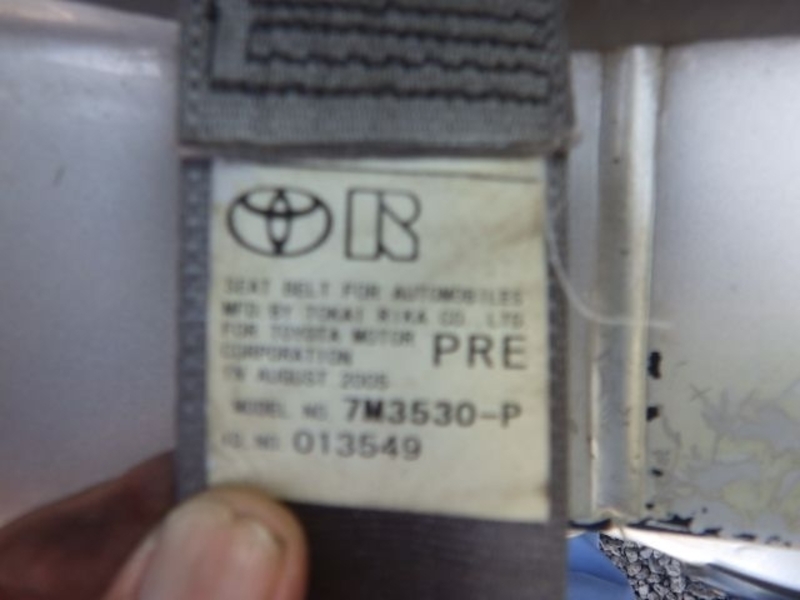 SEAT BELT FOR AUTOMOBILES
MFD BY TOKAI RIKA CO. LTD
FOR TOYOTA MOTOR
CORPORATION
PRE
AUGUST 2005
MODEL NO. 7M3530-P
I.D. NO. 013549